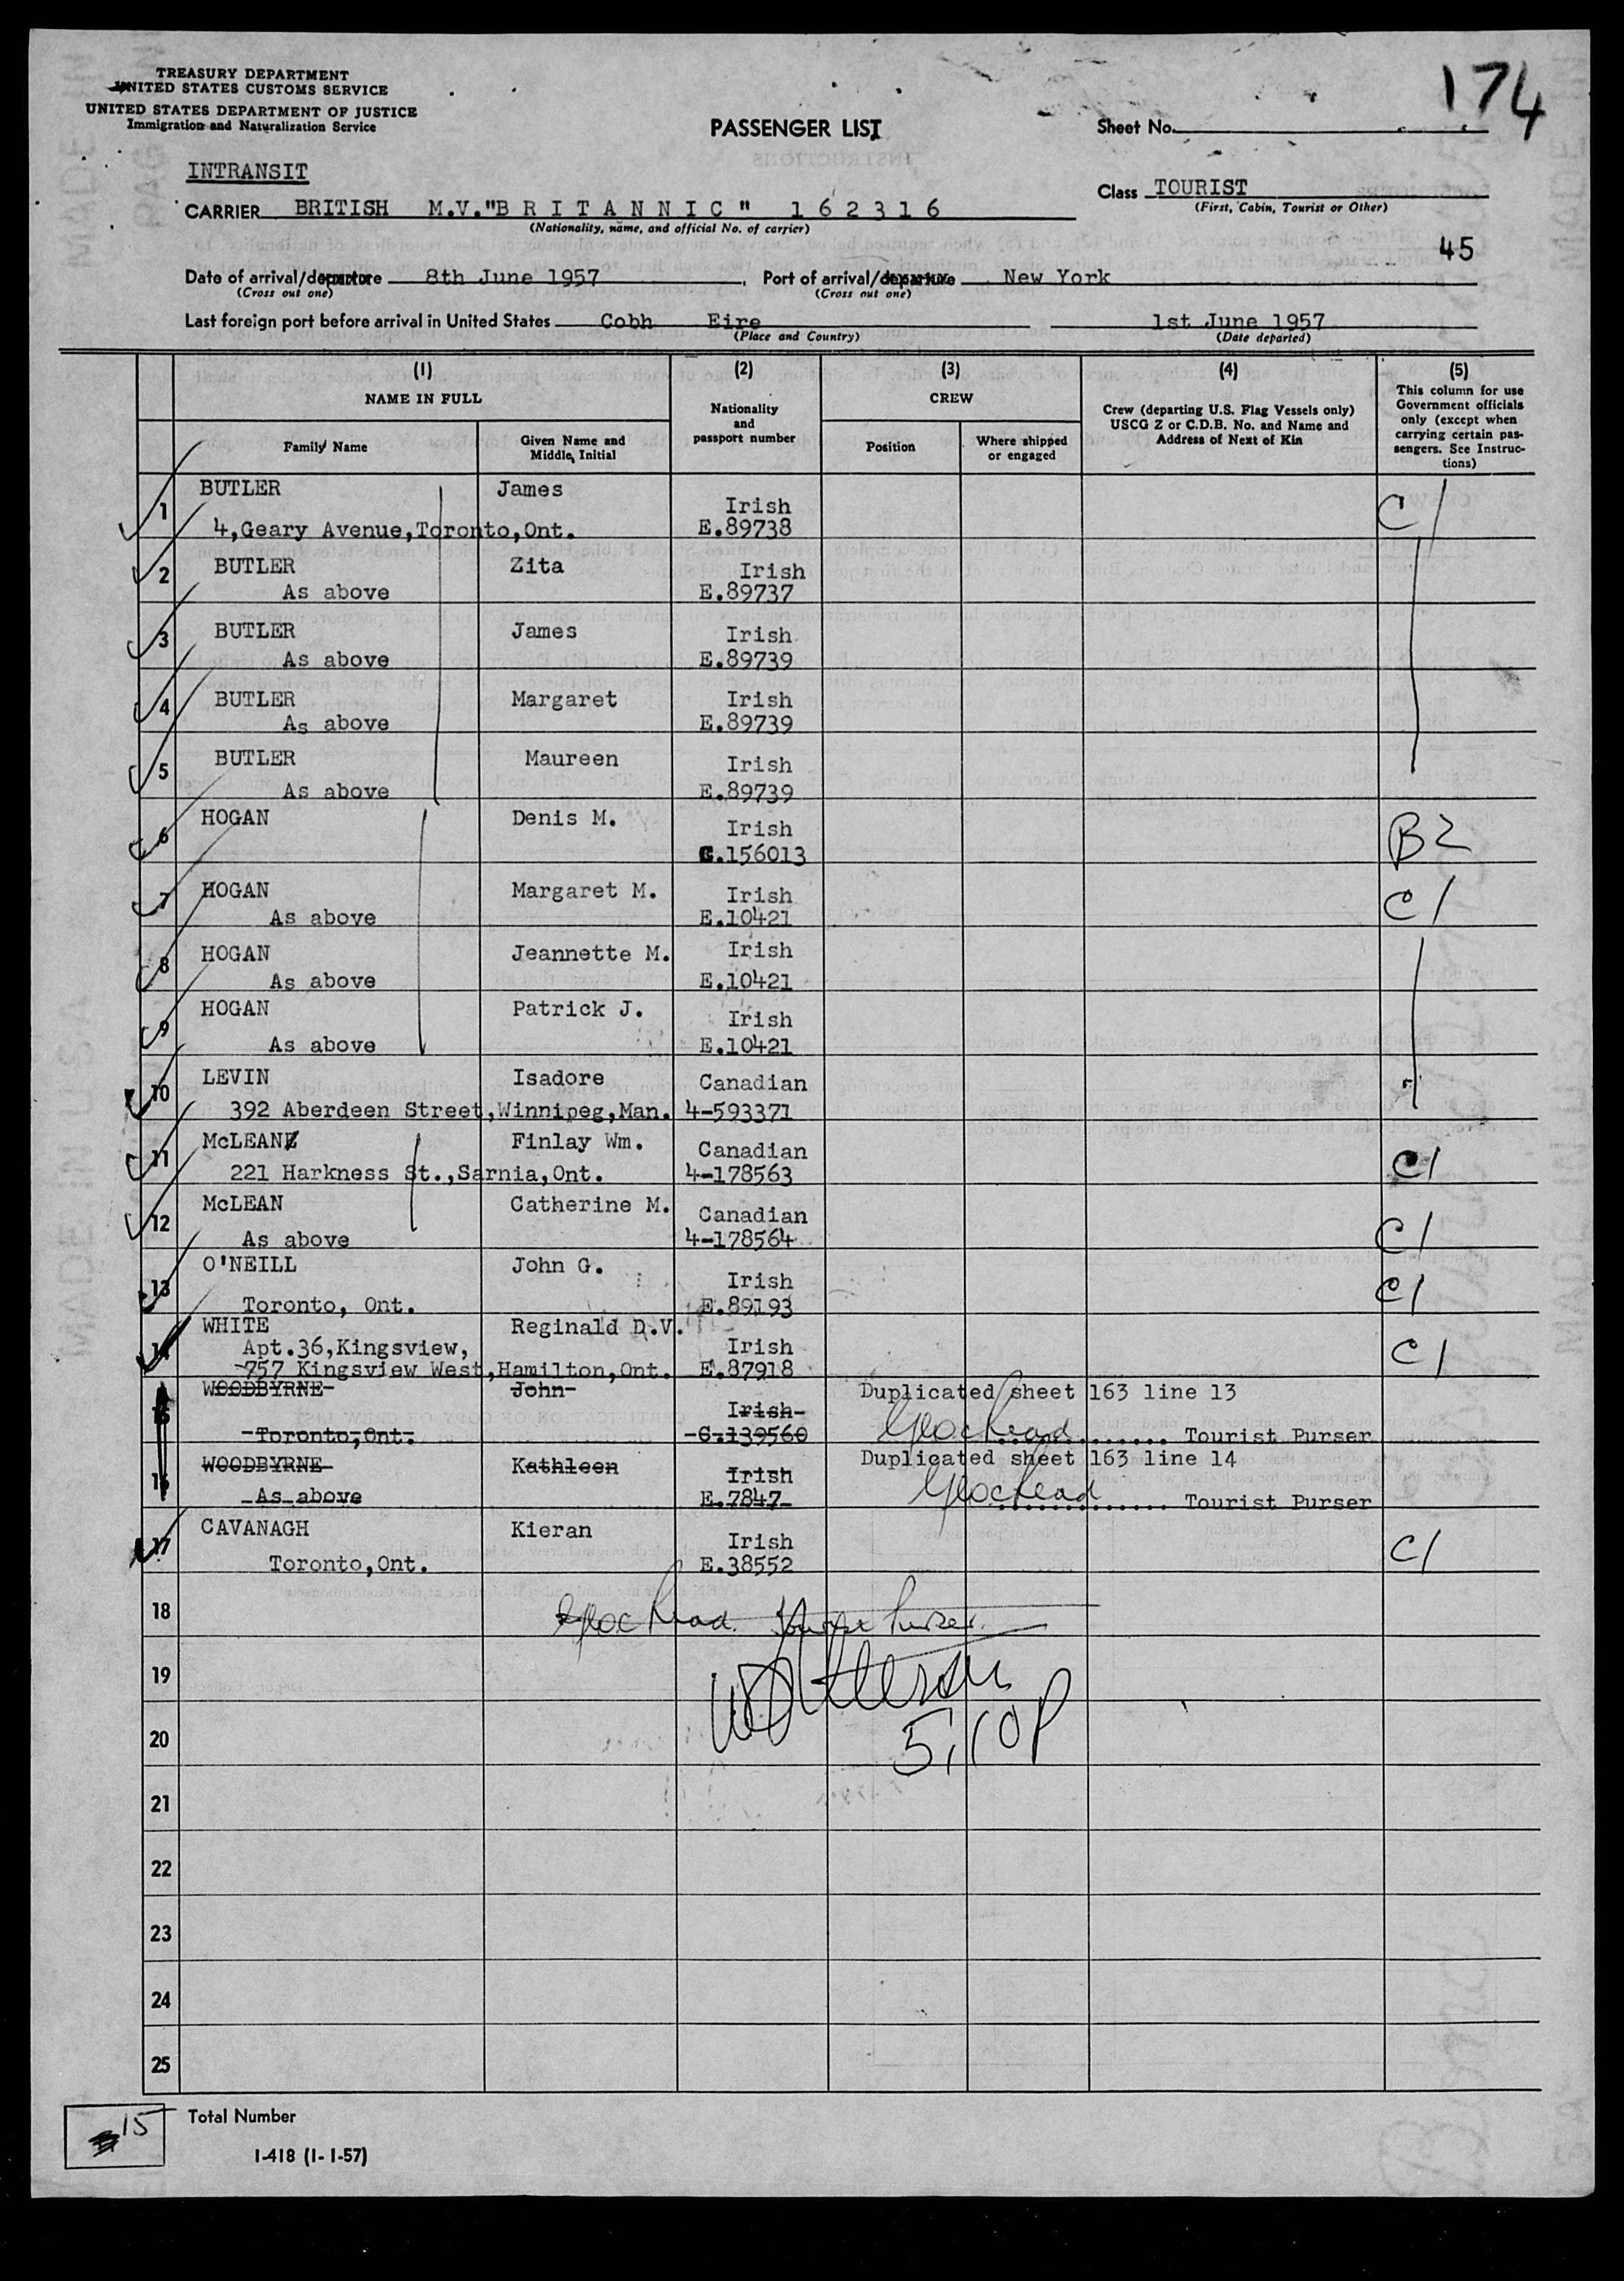 TREASURY DEPARTMENT
UNITED STATES CUSTOMS SERVICE
UNITED STATES DEPARTMENT OF JUSTICE
Immigration and Naturalization Service
PASSENGER LIST
Sheet No.
174
INTRANSIT
Class TOURIST
(First, Cabin, Tourist or Other)
CARRIER BRITISH M.V."B R I T A N N I C" 1 6 2 3 1 6
(Nationality, name, and official No. of carrier)
45
Date of arrival/departure 8th June 1957. Port of arrival/departure New York
(Cross out one) (Cross out one)
Last foreign port before arrival in United States Cobh Eire 1st June 1957
(Place and Country) (Date departed)
(1) (2) (3) (4) (5)
NAME IN FULL
Nationality and passport number
CREW
Crew (departing U.S. Flag Vessels only) USCG Z or C.D.B. No. and Name and Address of Next of Kin
This column for use Government officials only (except when carrying certain passengers. See Instructions)
Family Name
Given Name and Middle Initial
Position
Where shipped or engaged
1 BUTLER James Irish C1
4,Geary Avenue,Toronto,Ont. E.89738
2 BUTLER Zita Irish
As above E.89737
3 BUTLER James Irish
As above E.89739
4 BUTLER Margaret Irish
As above E.89739
5 BUTLER Maureen Irish
As above E.89739
6 HOGAN Denis M. Irish B2
G.156013
7 HOGAN Margaret M. Irish C1
As above E.10421
8 HOGAN Jeannette M. Irish
As above E.10421
9 HOGAN Patrick J. Irish
As above E.10421
10 LEVIN Isadore Canadian "
392 Aberdeen Street,Winnipeg,Man. 4-593371
11 McLEAN Finlay Wm. Canadian C1
221 Harkness St.,Sarnia,Ont. 4-178563
12 McLEAN Catherine M. Canadian C1
As above 4-178564
13 O'NEILL John G. Irish C1
Toronto, Ont. E.89193
14 WHITE Reginald D.V. Irish C1
Apt.36,Kingsview,
757 Kingsview West,Hamilton,Ont. E.87918
15 WOODBYRNE John Irish Duplicated sheet 163 line 13
Toronto,Ont. G.139560 Tourist Purser
16 WOODBYRNE Kathleen Irish Duplicated sheet 163 line 14
As above E.7847 Tourist Purser
17 CAVANAGH Kieran Irish C1
Toronto,Ont. E.38552
18 Tourist Purser.
19
20 5,10P
21
22
23
24
25
15 Total Number
I-418 (1-1-57)